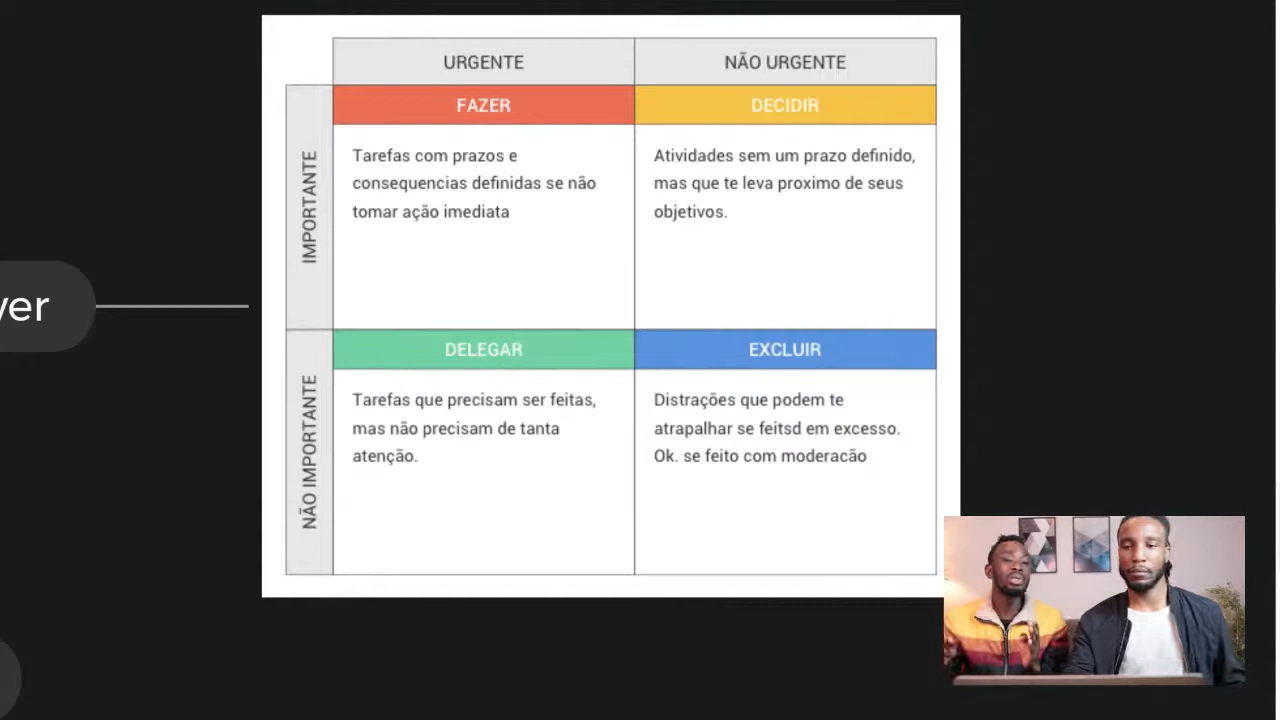 URGENTE
NÃO URGENTE
FAZER
DECIDIR
IMPORTANTE
Tarefas com prazos e
consequencias definidas se não
tomar ação imediata
Atividades sem um prazo definido,
mas que te leva proximo de seus
objetivos.
ver
DELEGAR
EXCLUIR
NÃO IMPORTANTE
Tarefas que precisam ser feitas,
mas não precisam de tanta
atenção.
Distrações que podem te
atrapalhar se feitsd em excesso.
Ok. se feito com moderacão